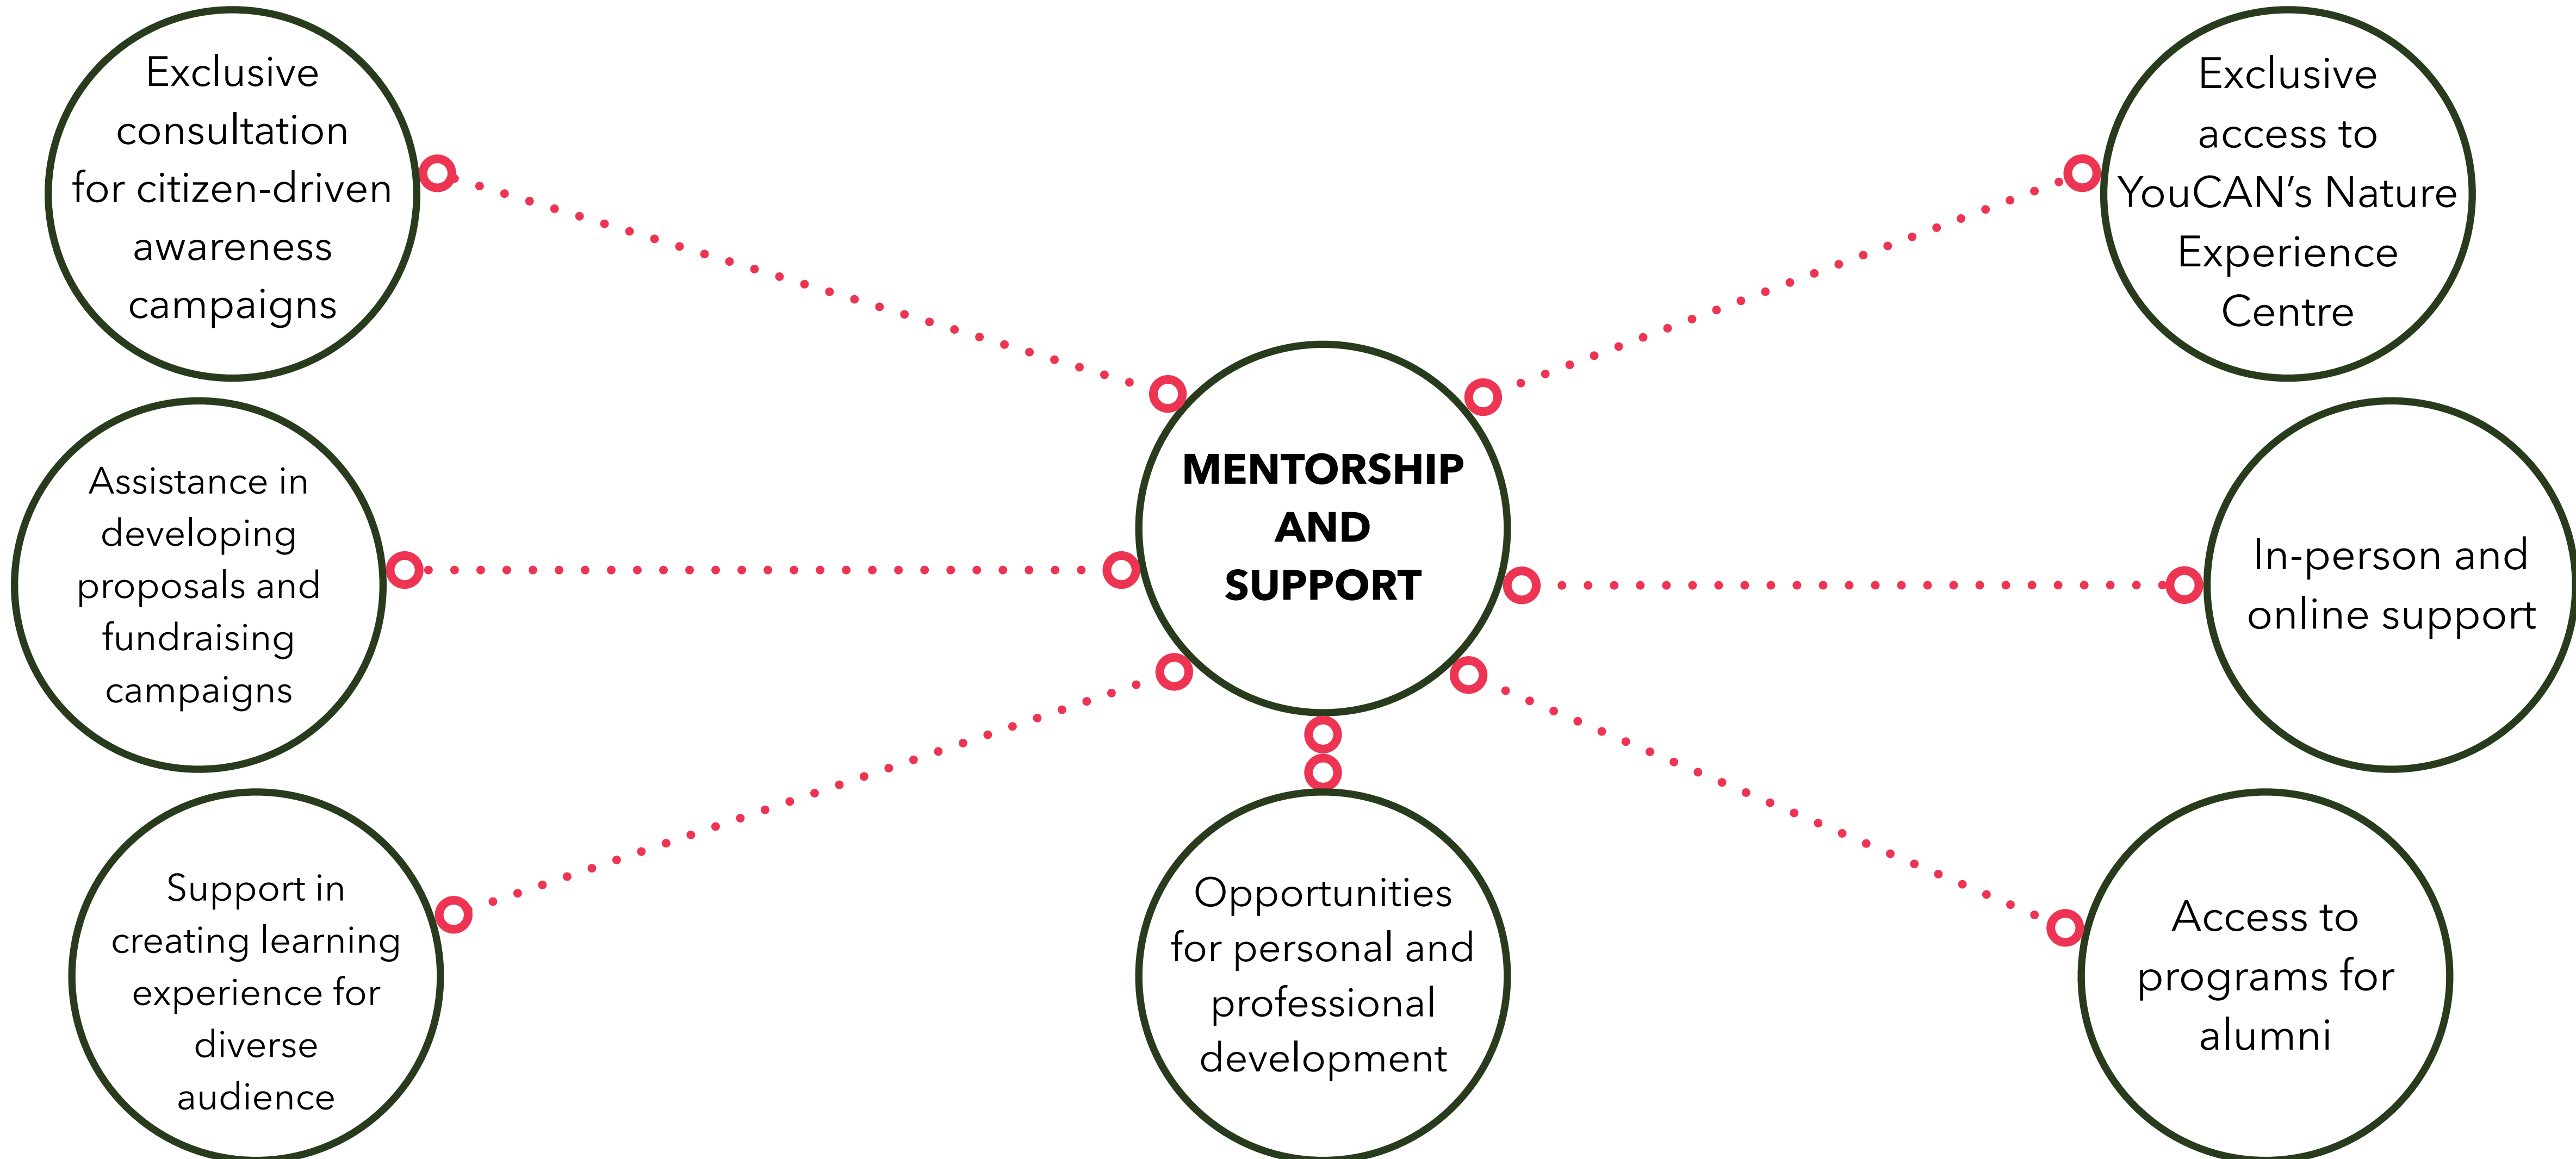 Exclusive
consultation
for citizen-driven
awareness
campaigns
Exclusive
access to
YouCAN’s Nature
Experience
Centre
MENTORSHIP
AND
SUPPORT
Assistance in
developing
proposals and
fundraising
campaigns
In-person and
online support
Support in
creating learning
experience for
diverse
audience
Opportunities
for personal and
professional
development
Access to
programs for
alumni